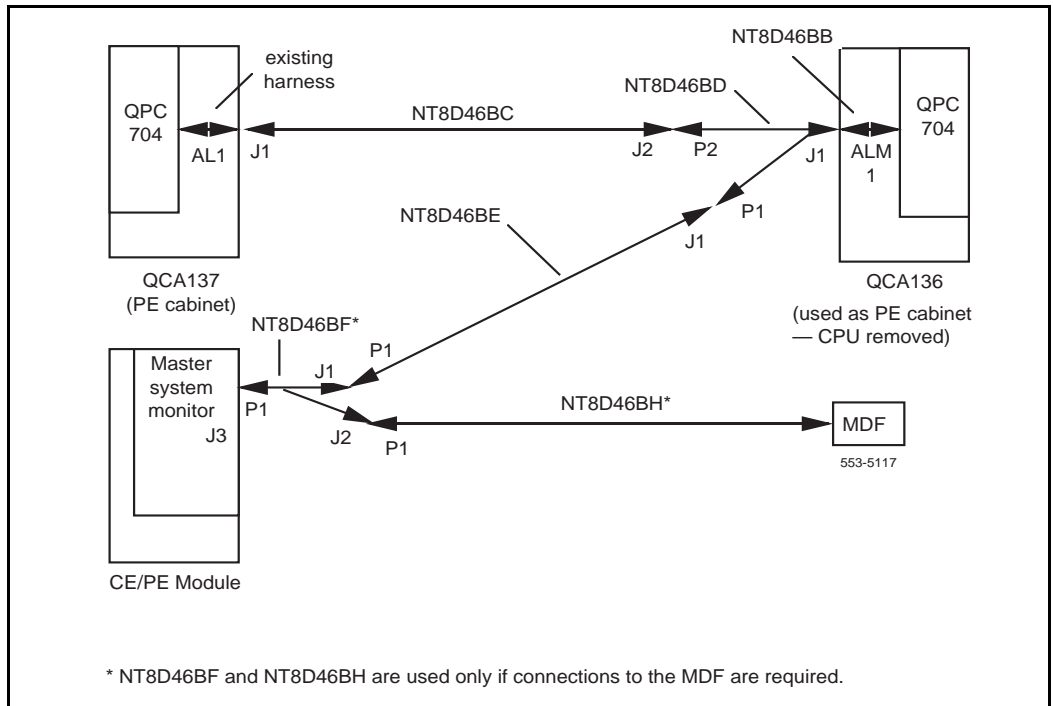 NT8D46BB
existing
harness
NT8D46BD
QPC
704
NT8D46BC
QPC
704
AL1
J1
J2
P2
J1
ALM
1
NT8D46BE
P1
J1
QCA137
(PE cabinet)
QCA136
(used as PE cabinet
— CPU removed)
NT8D46BF*
P1
Master
system
monitor
J3
J1
P1
NT8D46BH*
J2
P1
MDF
553-5117
CE/PE Module
* NT8D46BF and NT8D46BH are used only if connections to the MDF are required.